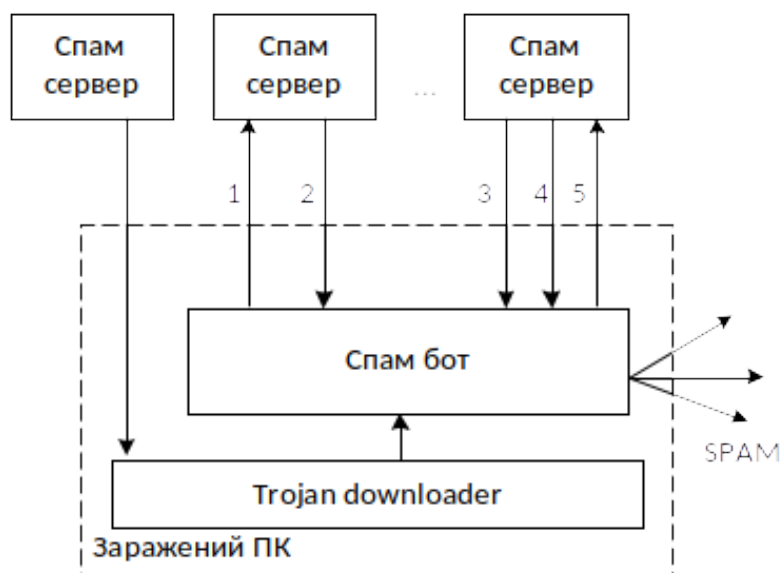 Спам
сервер
Спам
сервер
...
Спам
сервер
1
2
3
4
5
Спам бот
SPAM
Trojan downloader
Заражений ПК